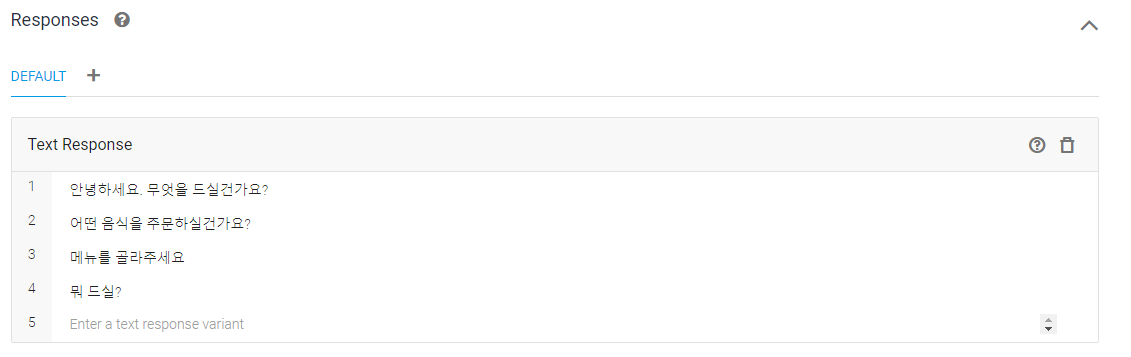 Responses
DEFAULT
Text Response
1 안녕하세요. 무엇을 드실건가요?
2 어떤 음식을 주문하실건가요?
3 메뉴를 골라주세요
4 뭐 드실?
5 Enter a text response variant